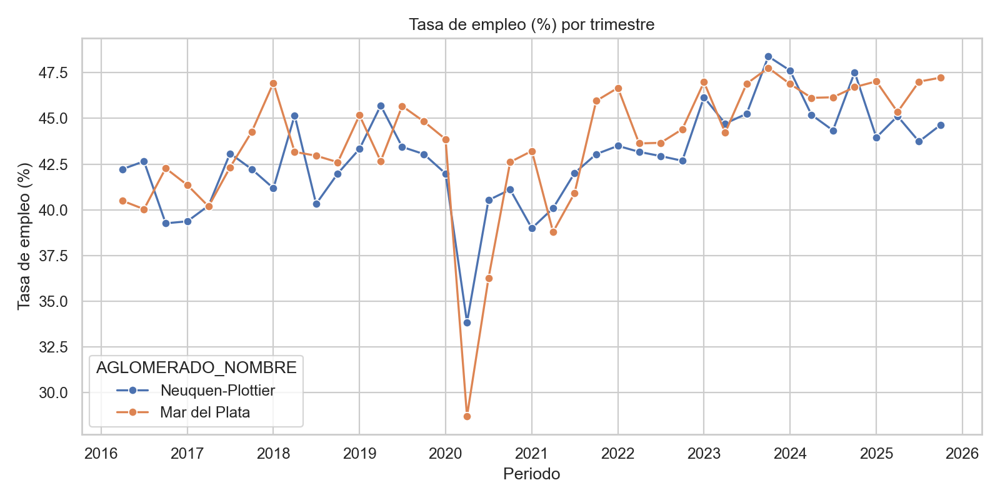 Tasa de empleo (%) por trimestre
Tasa de empleo (%)
47.5
45.0
42.5
40.0
37.5
35.0
32.5
30.0
AGLOMERADO_NOMBRE
Neuquen-Plottier
Mar del Plata
2016 2017 2018 2019 2020 2021 2022 2023 2024 2025 2026
Periodo